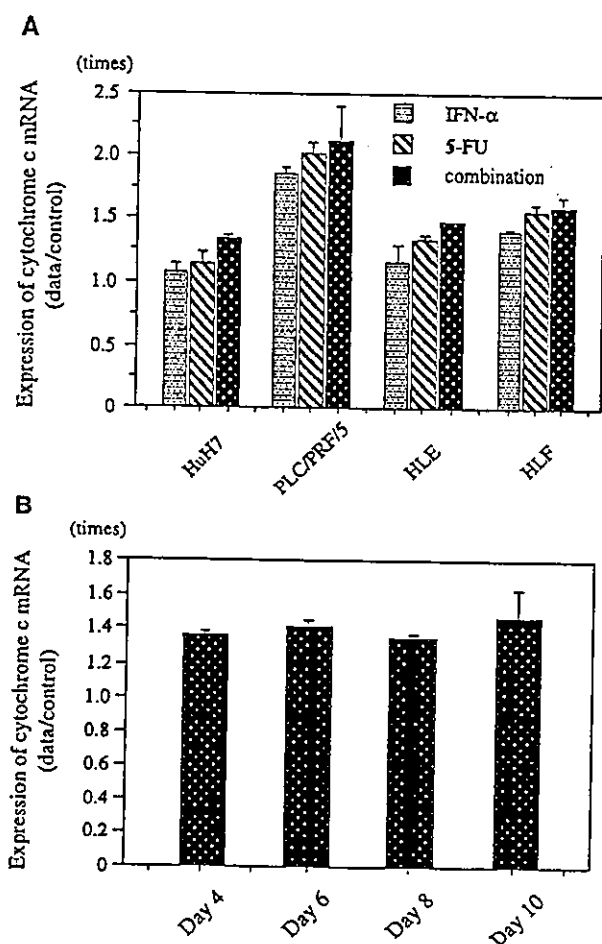 A
(times)
Expression of cytochrome c mRNA
(data/control)
2.5
2.0
1.5
1.0
0.5
0
IFN-α
5-FU
combination
HuH7
PLC/PRF/5
HLE
HLF
B
(times)
Expression of cytochrome c mRNA
(data/control)
1.8
1.6
1.4
1.2
1.0
0.8
0.6
0.4
0.2
0
Day 4
Day 6
Day 8
Day 10